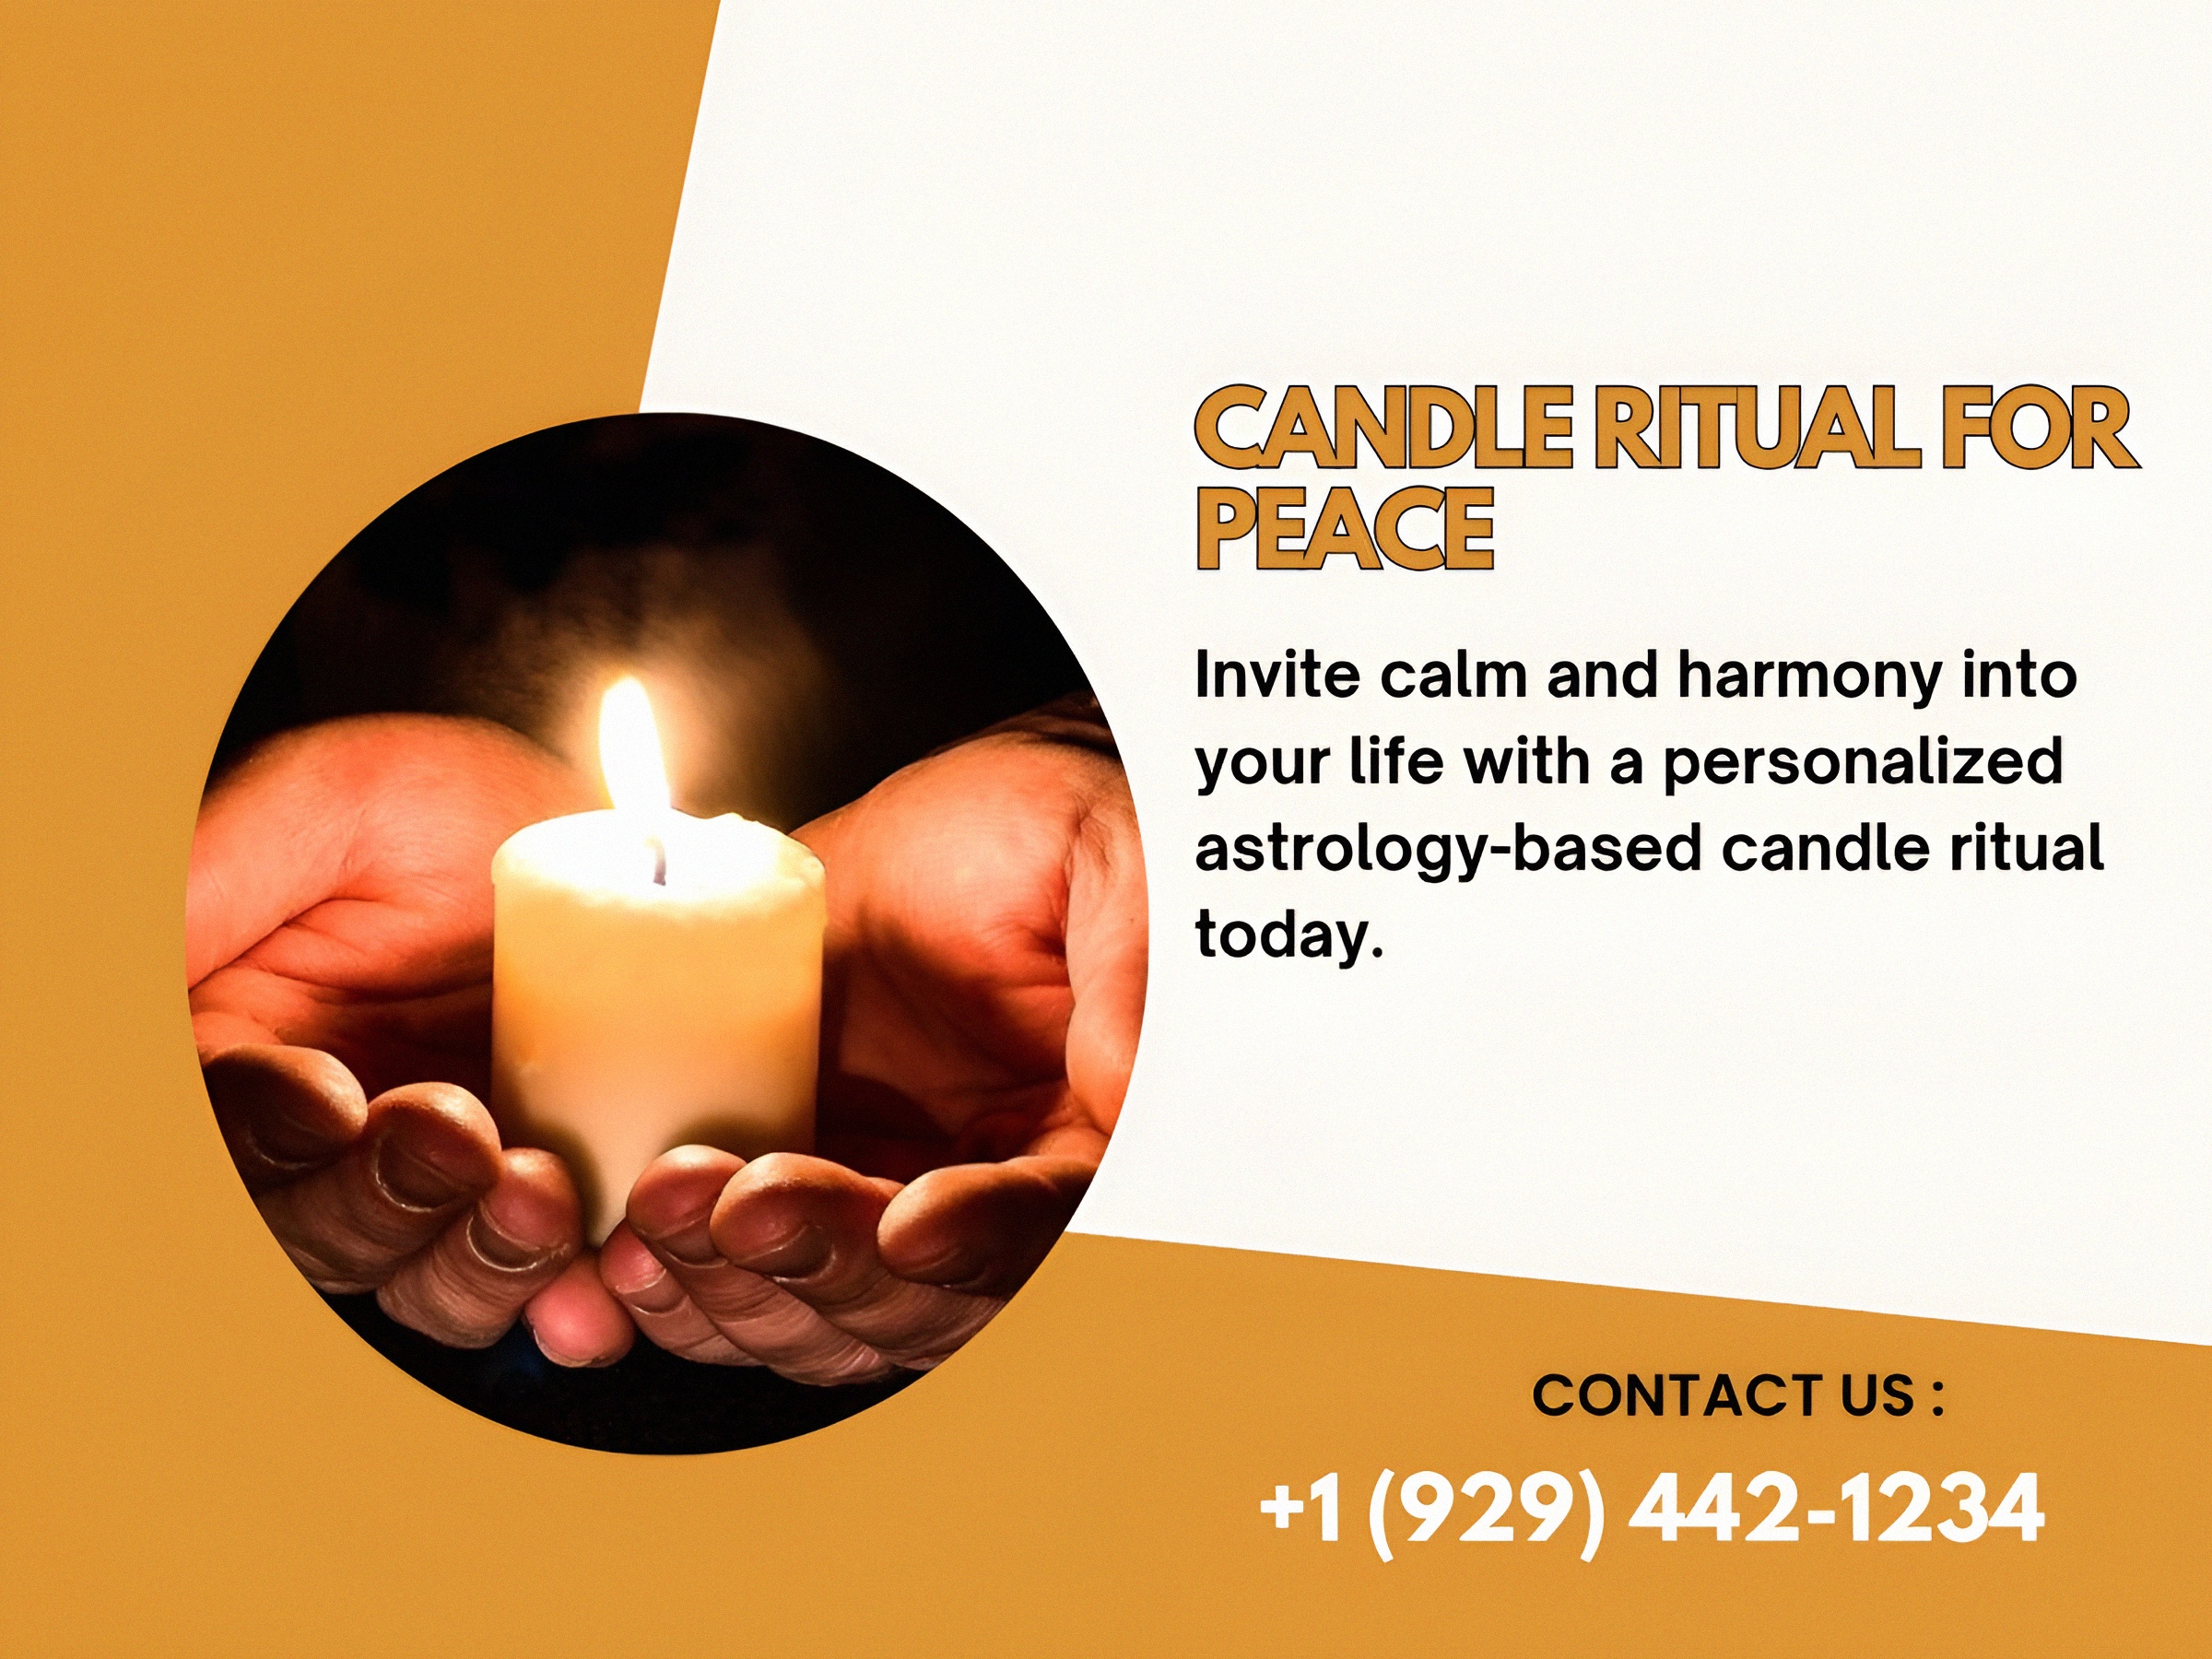 CANDLE RITUAL FOR
PEACE
Invite calm and harmony into
your life with a personalized
astrology-based candle ritual
today.
CONTACT US :
+1 (929) 442-1234